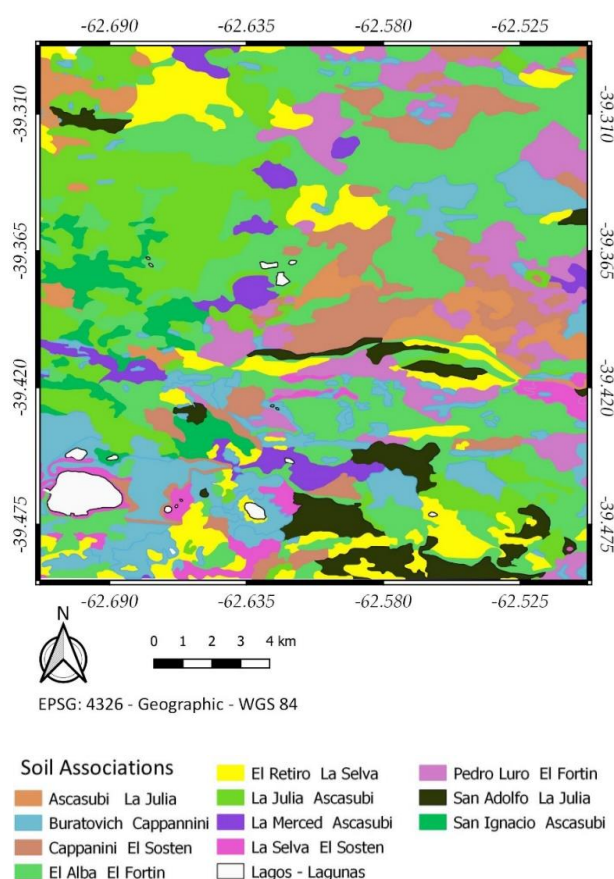 -62.690 -62.635 -62.580 -62.525
-39.310 -39.310
-39.365 -39.365
-39.420 -39.420
-39.475 -39.475
-62.690 -62.635 -62.580 -62.525
N
0 1 2 3 4 km
EPSG: 4326 - Geographic - WGS 84
Soil Associations
Ascasubi La Julia
Buratovich Cappannini
Cappanini El Sosten
El Alba El Fortin
El Retiro La Selva
La Julia Ascasubi
La Merced Ascasubi
La Selva El Sosten
Lagos - Lagunas
Pedro Luro El Fortin
San Adolfo La Julia
San Ignacio Ascasubi